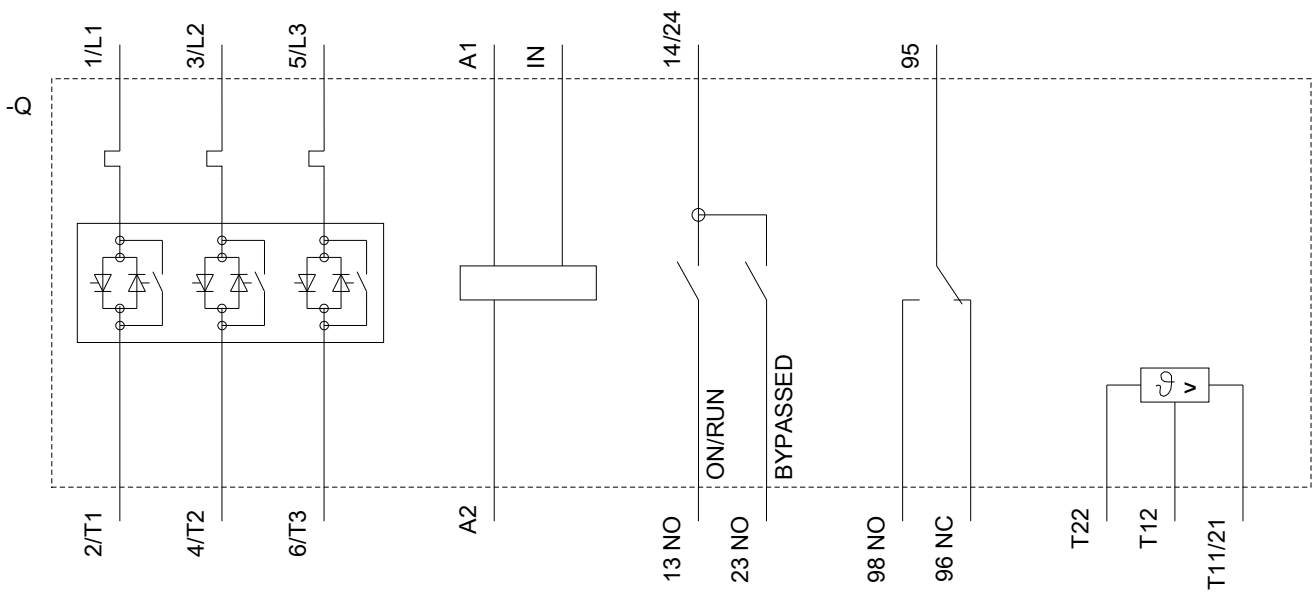 1/L1
3/L2
5/L3
A1
IN
14/24
95
-Q
ON/RUN
BYPASSED
ϑ >
2/T1
4/T2
6/T3
A2
13 NO
23 NO
98 NO
96 NC
T22
T12
T11/21